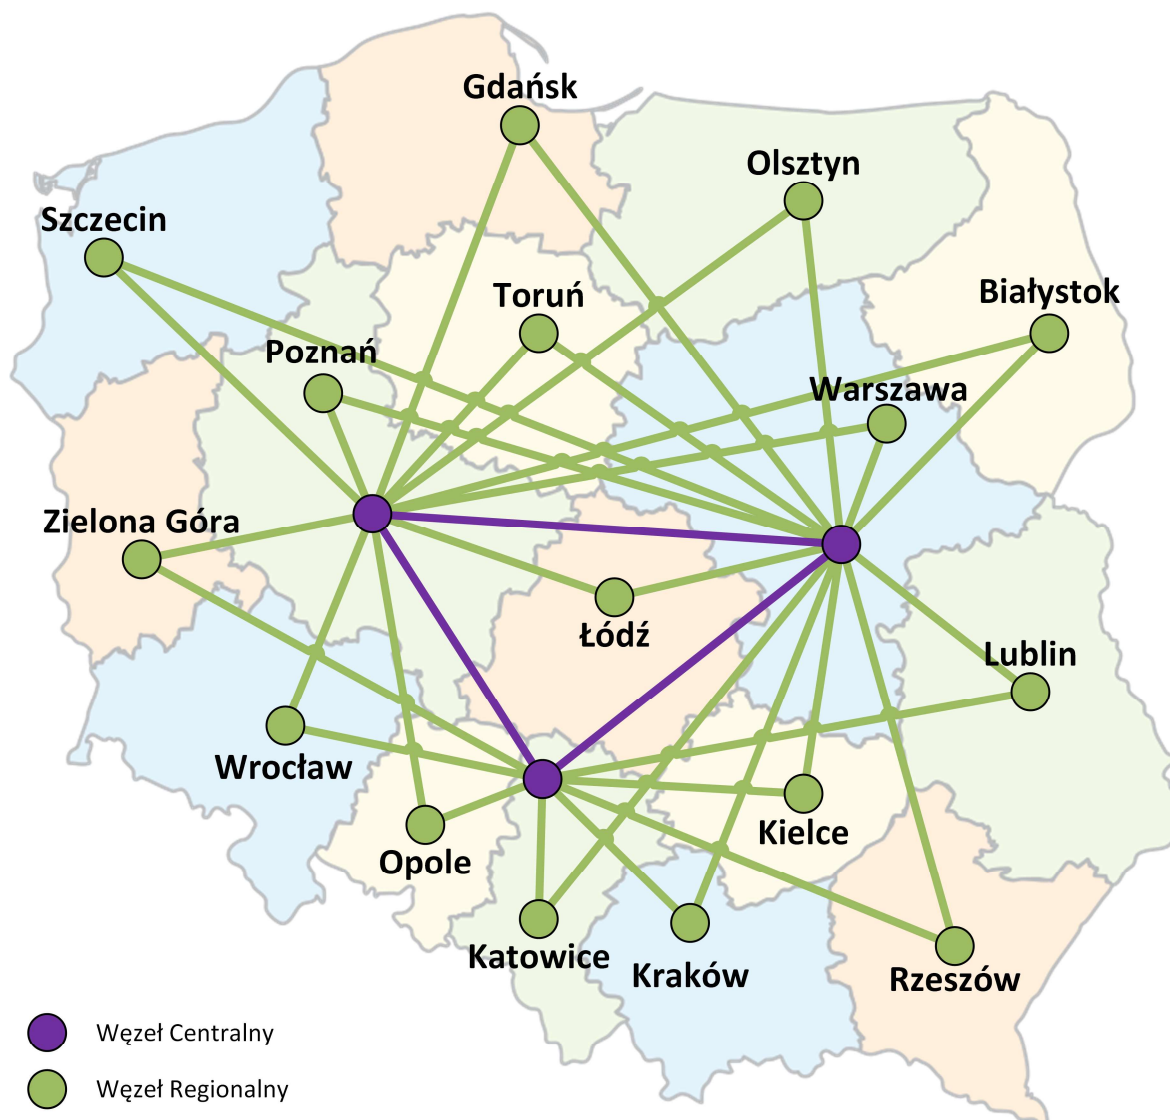 Gdańsk
Olsztyn
Szczecin
Białystok
Toruń
Poznań
Warszawa
Zielona Góra
Łódź
Lublin
Wrocław
Kielce
Opole
Katowice
Kraków
Rzeszów
Węzeł Centralny
Węzeł Regionalny